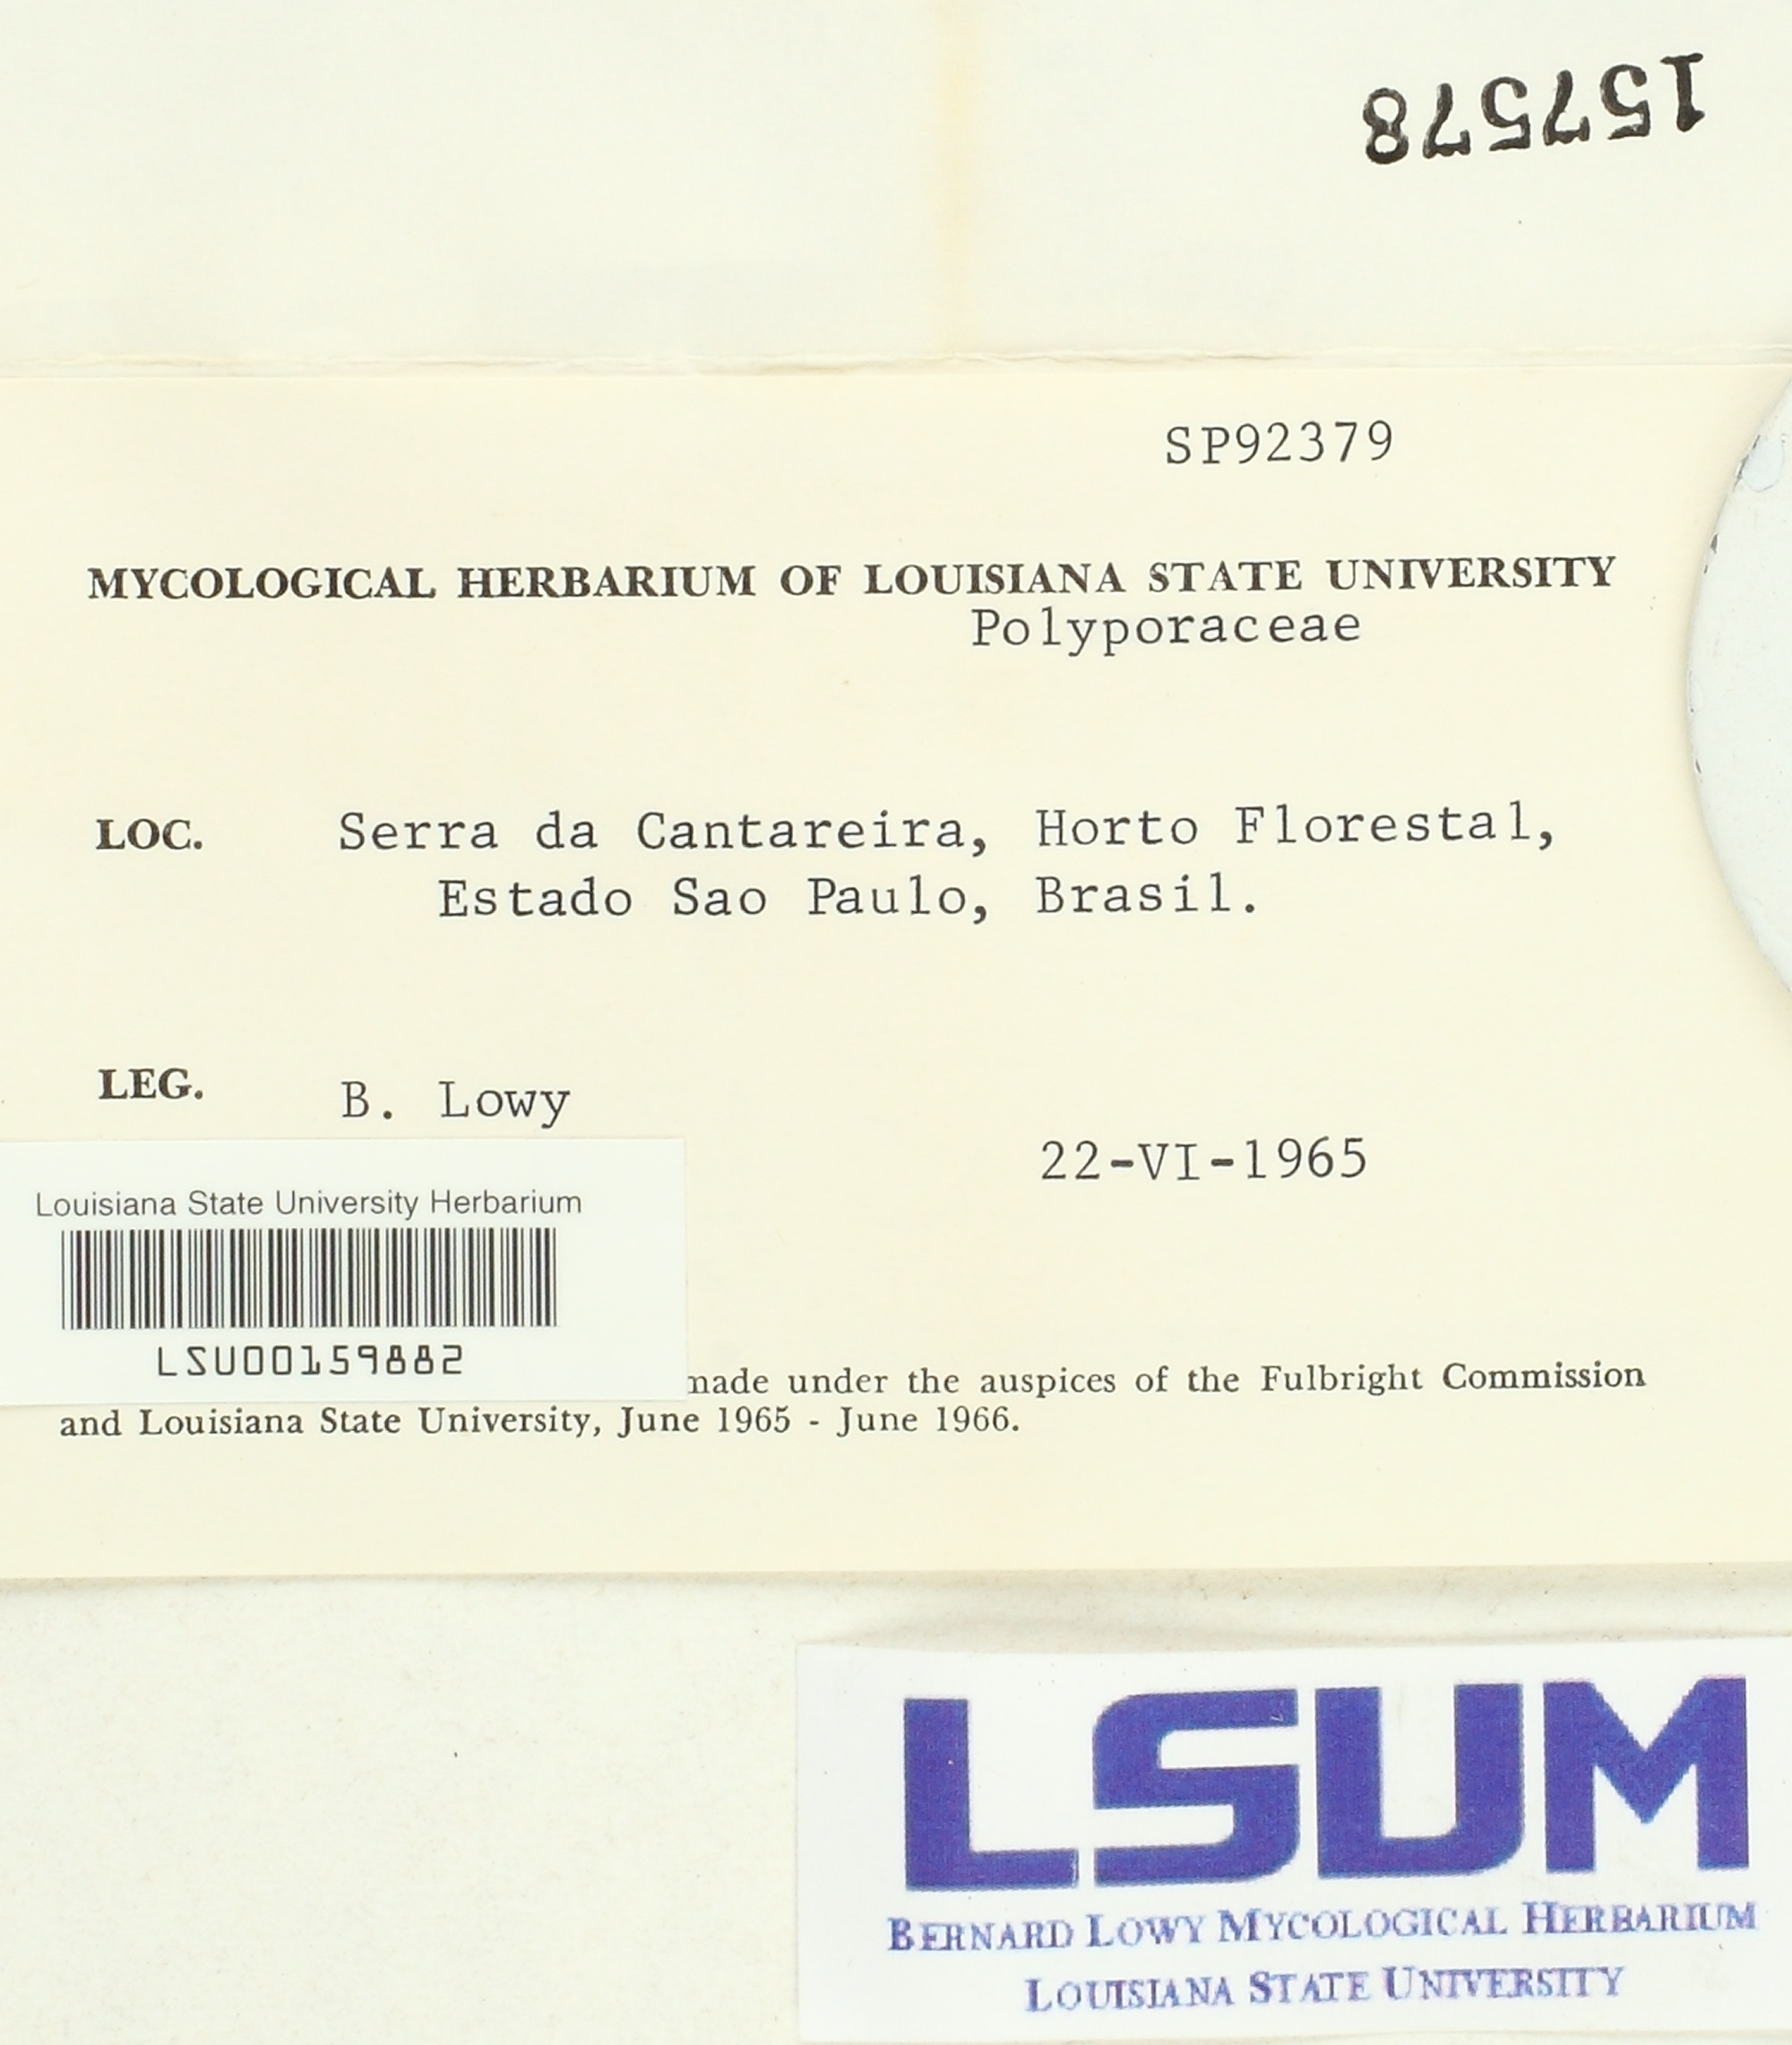 157578
SP92379
MYCOLOGICAL HERBARIUM OF LOUISIANA STATE UNIVERSITY
Polyporaceae
LOC. Serra da Cantareira, Horto Florestal,
Estado Sao Paulo, Brasil.
LEG. B. Lowy
22-VI-1965
Louisiana State University Herbarium
LSU00159882
made under the auspices of the Fulbright Commission
and Louisiana State University, June 1965 - June 1966.
LSUM
BERNARD LOWY MYCOLOGICAL HERBARIUM
LOUISIANA STATE UNIVERSITY